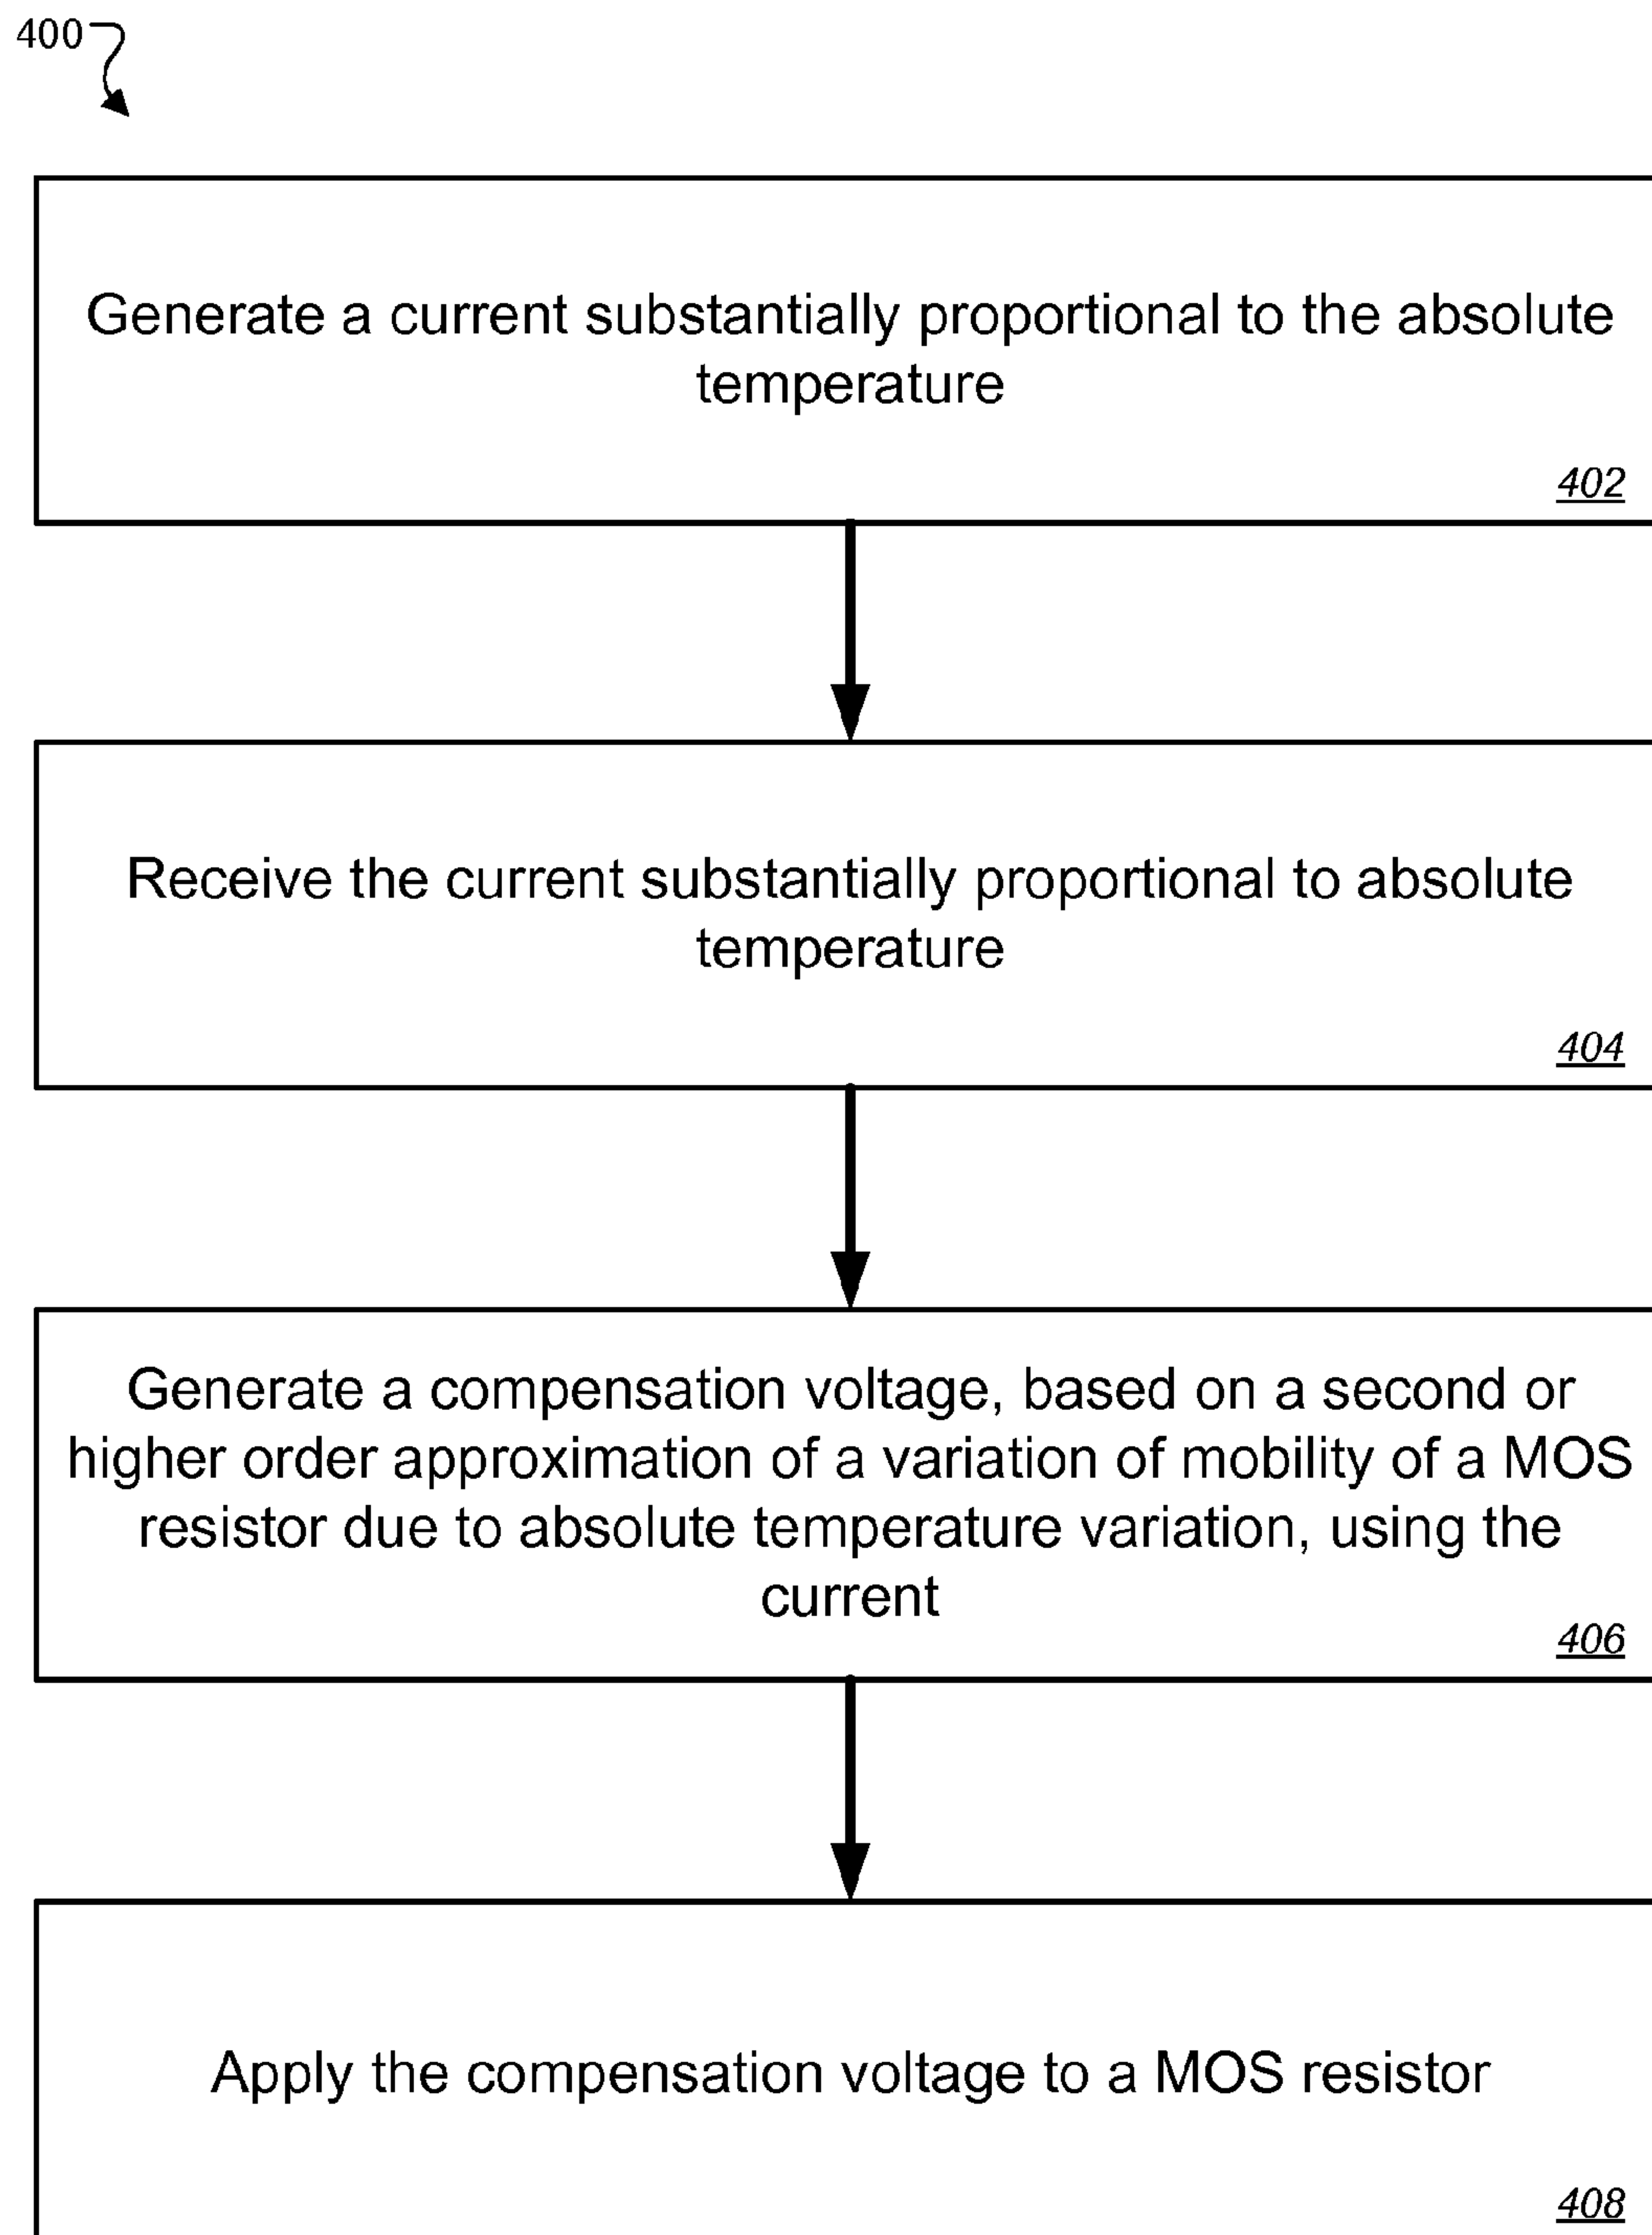 400
Generate a current substantially proportional to the absolute
temperature
402
Receive the current substantially proportional to absolute
temperature
404
Generate a compensation voltage, based on a second or
higher order approximation of a variation of mobility of a MOS
resistor due to absolute temperature variation, using the
current
406
Apply the compensation voltage to a MOS resistor
408